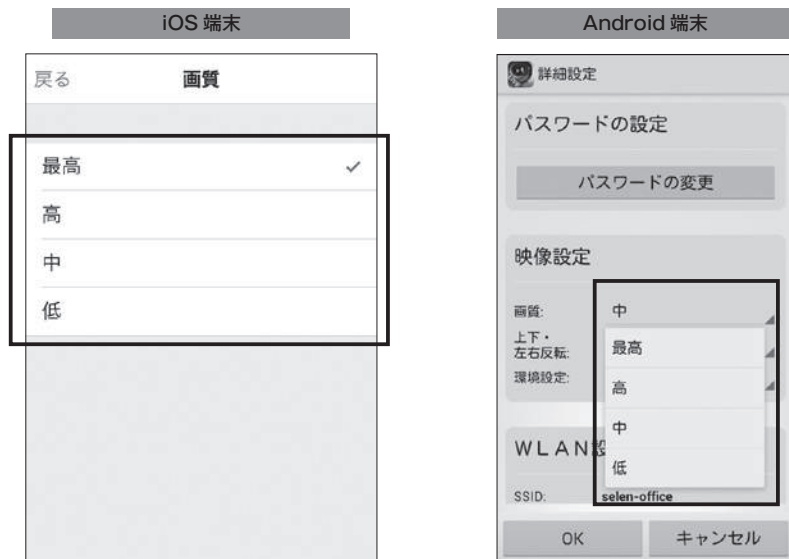 iOS 端末
戻る 画質
最高
高
中
低
Android 端末
詳細設定
パスワードの設定
パスワードの変更
映像設定
画質: 中
上下・
左右反転:
環境設定:
最高
高
中
低
WLAN設
SSID: selen-office
OK キャンセル